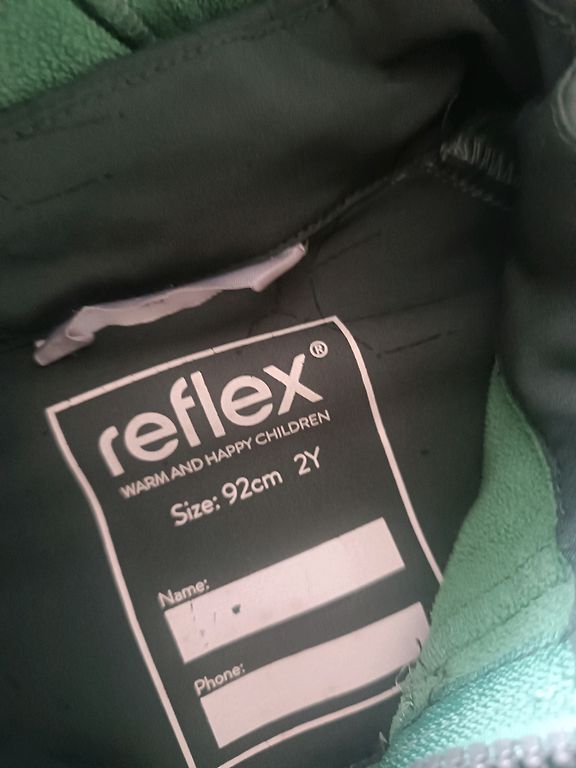 reflex®
WARM AND HAPPY CHILDREN
Size: 92cm 2Y
Name:
Phone: